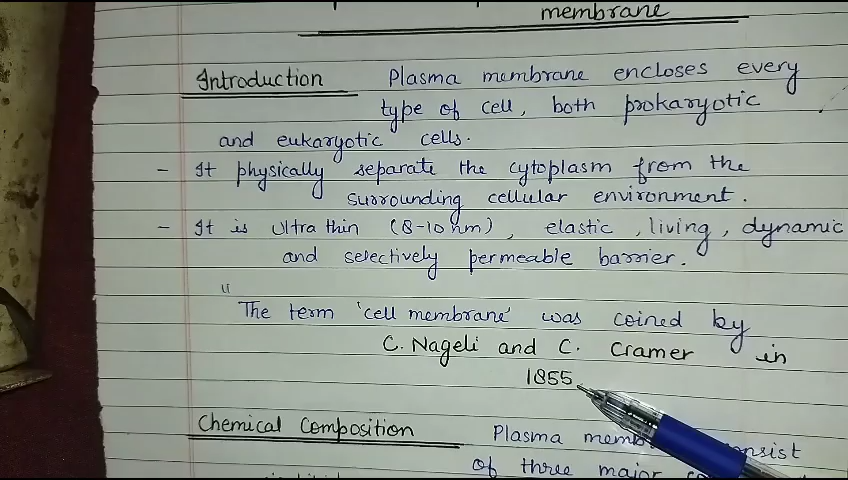 membrane
Introduction Plasma membrane encloses every
type of cell, both prokaryotic
and eukaryotic cells.
- It physically separate the cytoplasm from the
surrounding cellular environment.
- It is Ultra thin (8-10 nm), elastic, living, dynamic
and selectively permeable barrier.
"The term 'cell membrane' was coined by
C. Nageli and C. Cramer in
1855
Chemical Composition Plasma
of three major